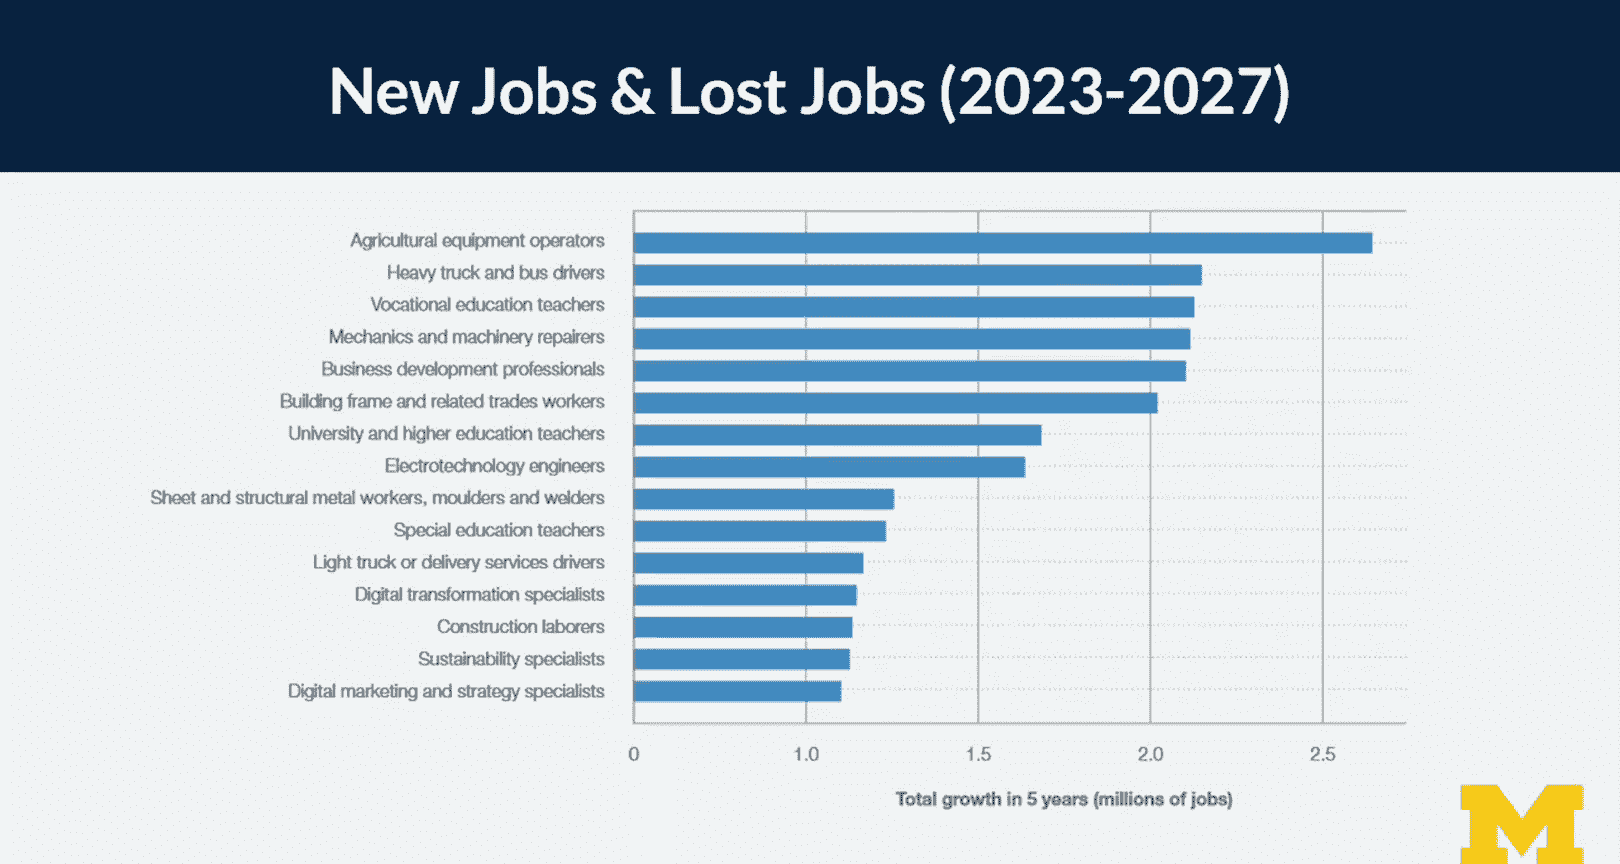 New Jobs & Lost Jobs (2023-2027)
Agricultural equipment operators
Heavy truck and bus drivers
Vocational education teachers
Mechanics and machinery repairers
Business development professionals
Building frame and related trades workers
University and higher education teachers
Electrotechnology engineers
Sheet and structural metal workers, moulders and welders
Special education teachers
Light truck or delivery services drivers
Digital transformation specialists
Construction laborers
Sustainability specialists
Digital marketing and strategy specialists
0 1.0 1.5 2.0 2.5
Total growth in 5 years (millions of jobs)
M